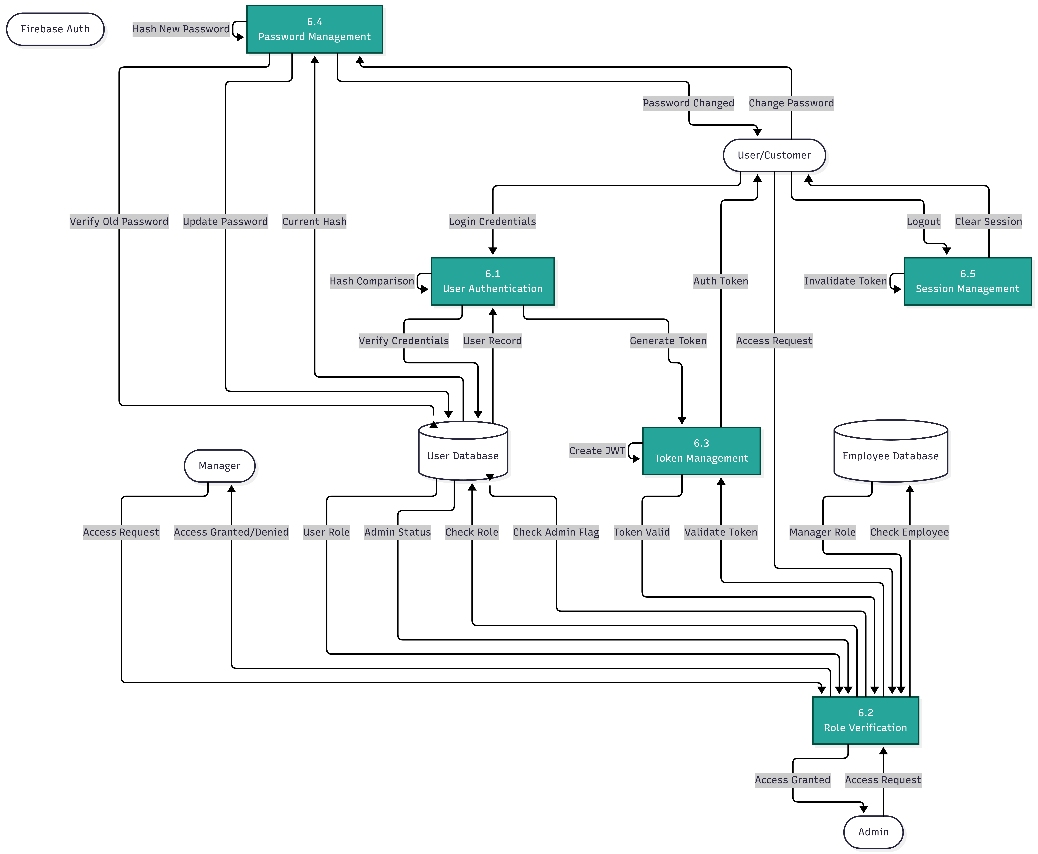 Firebase Auth
Hash New Password
6.4
Password Management
Password Changed
Change Password
User/Customer
Verify Old Password
Update Password
Current Hash
Login Credentials
Logout
Clear Session
Hash Comparison
6.1
User Authentication
Auth Token
Invalidate Token
6.5
Session Management
Verify Credentials
User Record
Generate Token
Access Request
User Database
Create JWT
6.3
Token Management
Employee Database
Manager
Access Request
Access Granted/Denied
User Role
Admin Status
Check Role
Check Admin Flag
Token Valid
Validate Token
Manager Role
Check Employee
6.2
Role Verification
Access Granted
Access Request
Admin